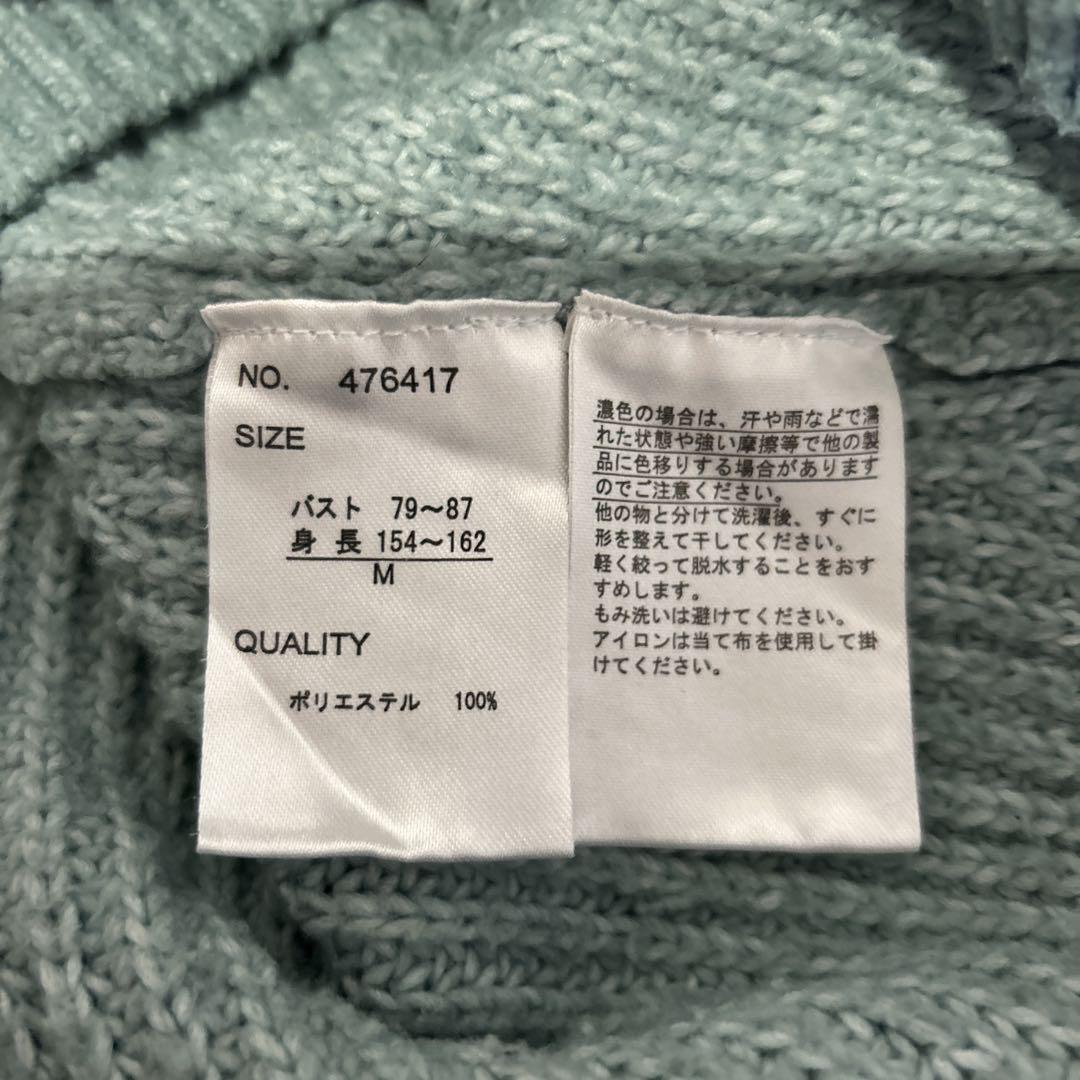 NO. 476417
SIZE
バスト 79～87
身長 154～162
M
QUALITY
ポリエステル 100%
濃色の場合は、汗や雨などで濡
れた状態や強い摩擦等で他の製
品に色移りする場合があります
のでご注意ください。
他の物と分けて洗濯後、すぐに
形を整えて干してください。
軽く絞って脱水することをおす
すめします。
もみ洗いは避けてください。
アイロンは当て布を使用して掛
けてください。